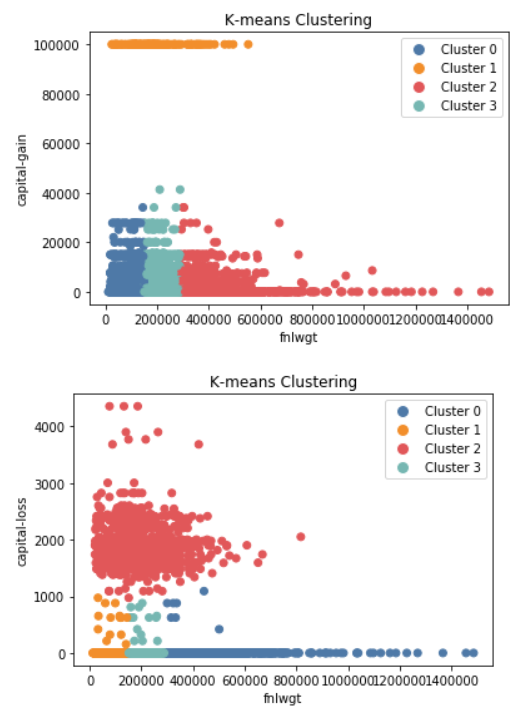 K-means Clustering
100000
80000
60000
40000
20000
0
capital-gain
Cluster 0
Cluster 1
Cluster 2
Cluster 3
0 200000 400000 600000 800000 1000000 1200000 1400000
fnlwgt
K-means Clustering
4000
3000
2000
1000
0
capital-loss
Cluster 0
Cluster 1
Cluster 2
Cluster 3
0 200000 400000 600000 800000 1000000 1200000 1400000
fnlwgt